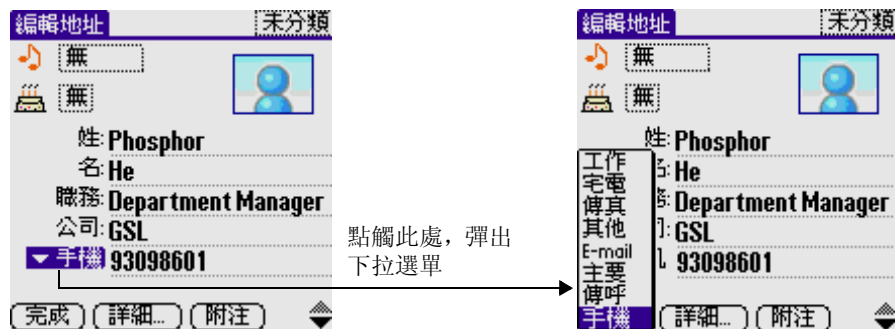 編輯地址 未分類
無
無
姓: Phosphor
名: He
職務: Department Manager
公司: GSL
手機 93098601
完成 詳細... 附注
點觸此處，彈出
下拉選單
編輯地址 未分類
無
無
姓: Phosphor
He
Department Manager
GSL
93098601
工作
宅電
傳真
其他
E-mail
主要
傳呼
手機
詳細... 附注